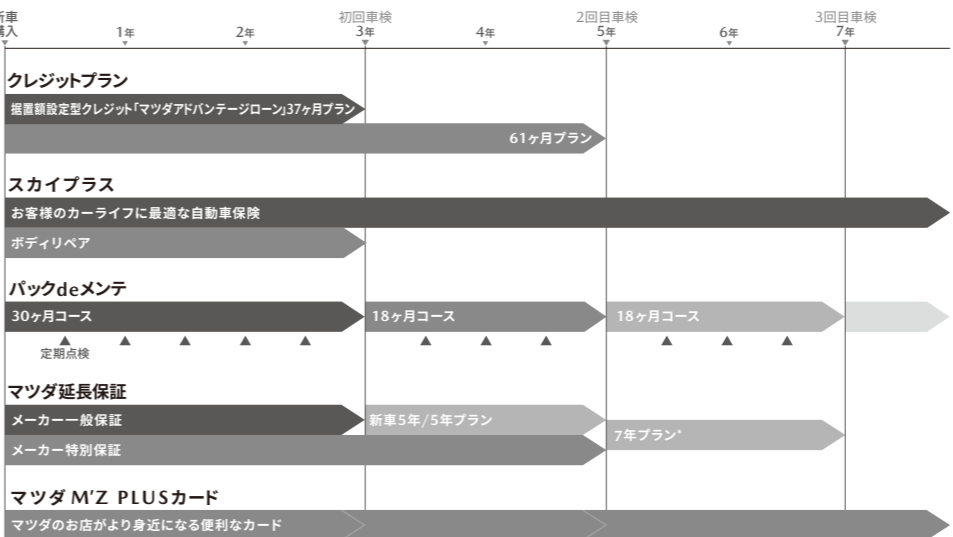 新車 初回車検 2回目車検 3回目車検
購入 1年 2年 3年 4年 5年 6年 7年
クレジットプラン
据置額設定型クレジット「マツダアドバンテージローン」37ヶ月プラン
61ヶ月プラン
スカイプラス
お客様のカーライフに最適な自動車保険
ボディリペア
パックdeメンテ
30ヶ月コース 18ヶ月コース 18ヶ月コース
定期点検
マツダ延長保証
メーカー一般保証 新車5年/5年プラン
7年プラン*
メーカー特別保証
マツダ M'Z PLUSカード
マツダのお店がより身近になる便利なカード